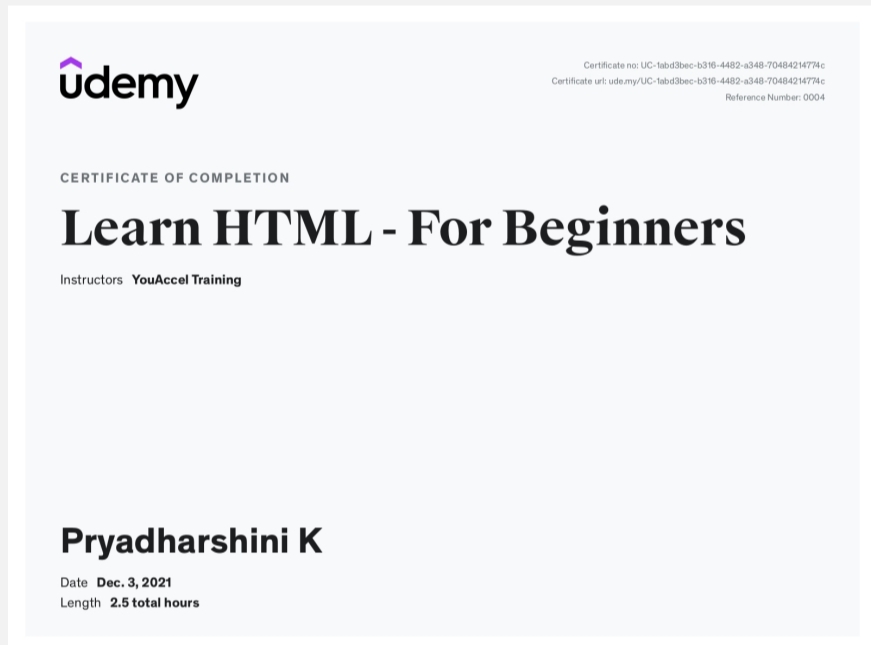 ûdemy
Certificate no: UC-1abd3bec-b316-4482-a348-70484214774c
Certificate url: ude.my/UC-1abd3bec-b316-4482-a348-70484214774c
Reference Number: 0004
CERTIFICATE OF COMPLETION
Learn HTML - For Beginners
Instructors YouAccel Training
Pryadharshini K
Date Dec. 3, 2021
Length 2.5 total hours